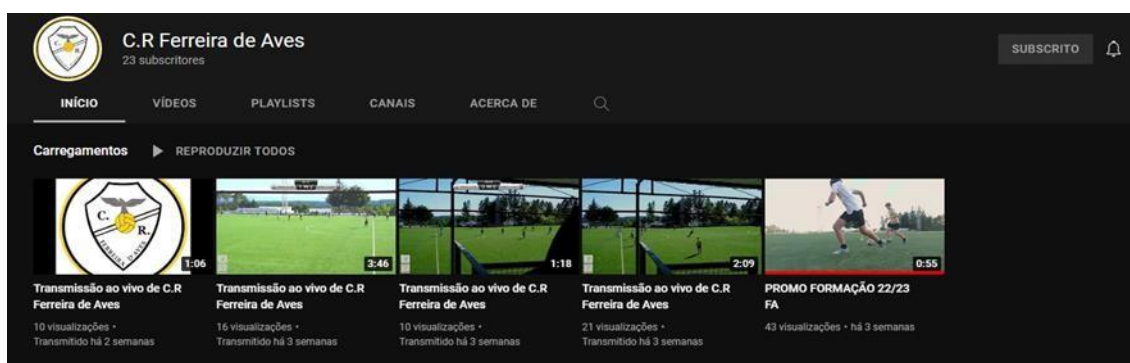 C.R Ferreira de Aves
23 subscritores
SUBSCRITO
INÍCIO
VÍDEOS
PLAYLISTS
CANAIS
ACERCA DE
Carregamentos
REPRODUZIR TODOS
C. R.
FERREIRA D'AVES
1:06
3:46
1:18
2:09
0:55
Transmissão ao vivo de C.R
Ferreira de Aves
10 visualizações •
Transmitido há 2 semanas
Transmissão ao vivo de C.R
Ferreira de Aves
16 visualizações •
Transmitido há 3 semanas
Transmissão ao vivo de C.R
Ferreira de Aves
10 visualizações •
Transmitido há 3 semanas
Transmissão ao vivo de C.R
Ferreira de Aves
21 visualizações •
Transmitido há 3 semanas
PROMO FORMAÇÃO 22/23
FA
43 visualizações • há 3 semanas